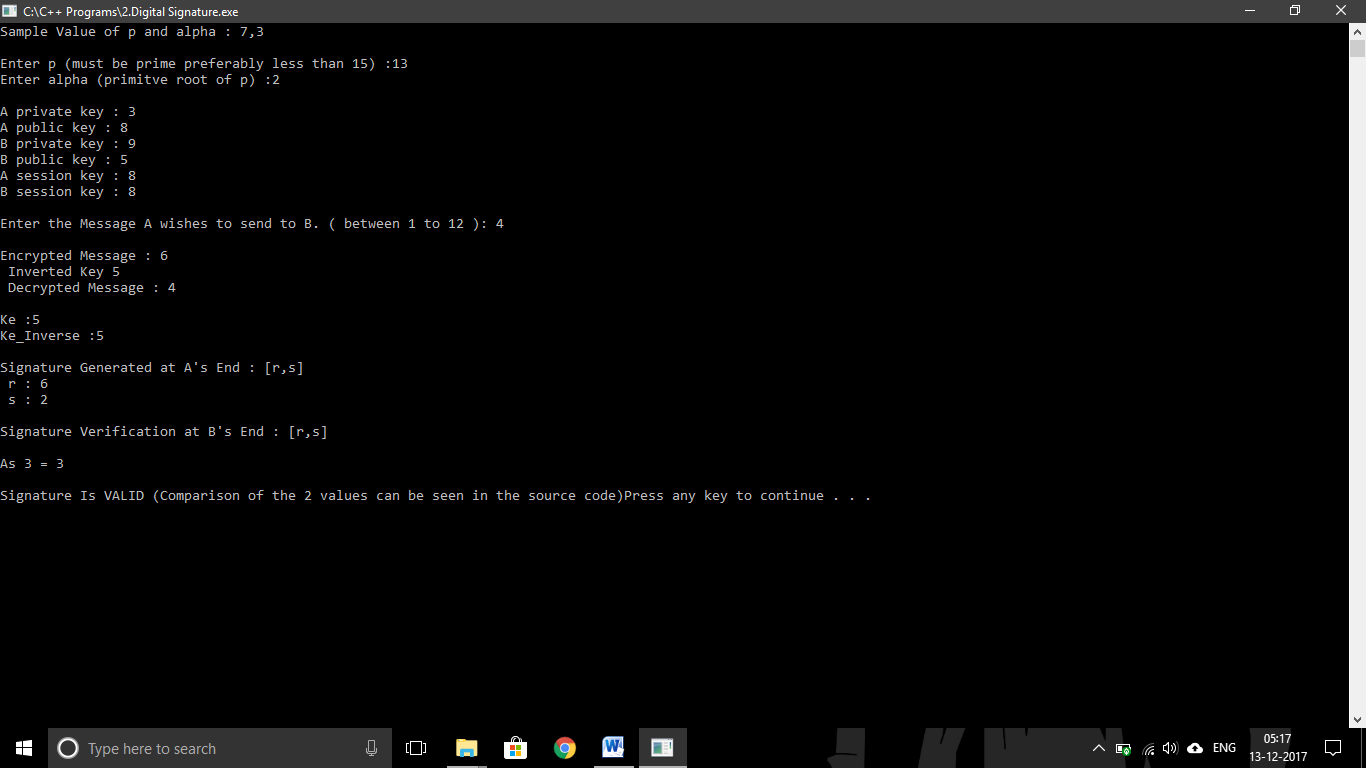 C:\C++ Programs\2.Digital Signature.exe
Sample Value of p and alpha : 7,3
Enter p (must be prime preferably less than 15) :13
Enter alpha (primitve root of p) :2
A private key : 3
A public key : 8
B private key : 9
B public key : 5
A session key : 8
B session key : 8
Enter the Message A wishes to send to B. ( between 1 to 12 ): 4
Encrypted Message : 6
Inverted Key 5
Decrypted Message : 4
Ke :5
Ke_Inverse :5
Signature Generated at A's End : [r,s]
r : 6
s : 2
Signature Verification at B's End : [r,s]
As 3 = 3
Signature Is VALID (Comparison of the 2 values can be seen in the source code)Press any key to continue . . .
Type here to search
ENG
05:17
13-12-2017